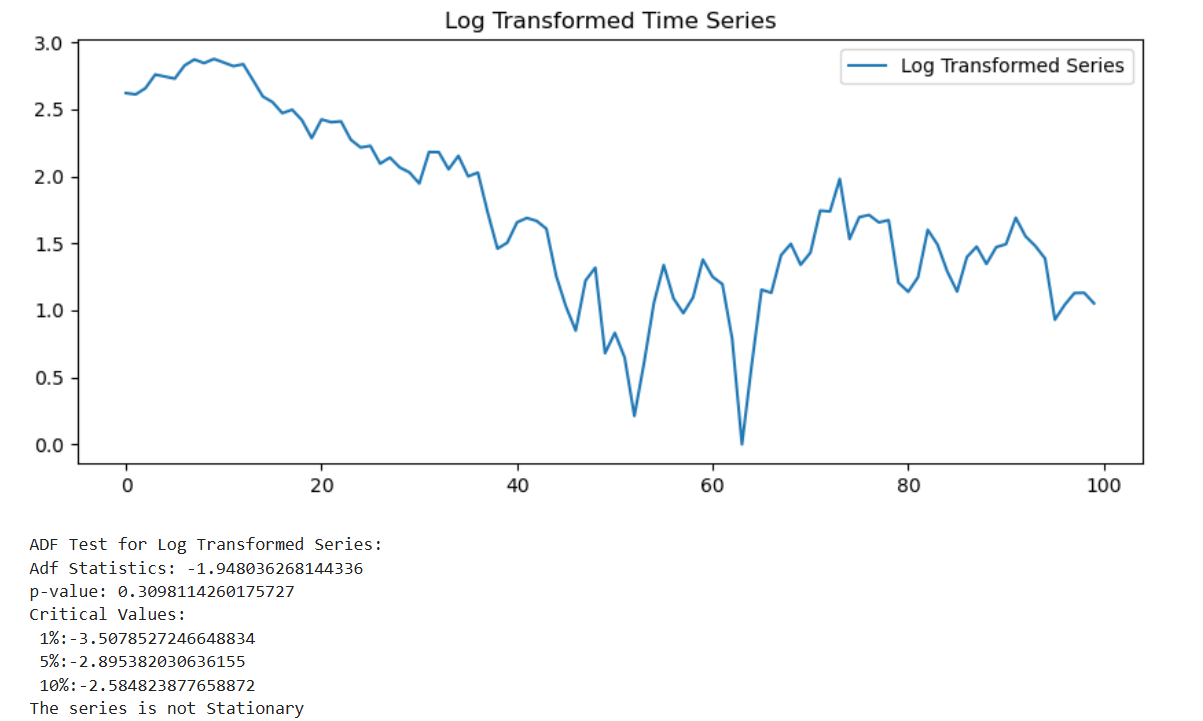 Log Transformed Time Series
Log Transformed Series
3.0
2.5
2.0
1.5
1.0
0.5
0.0
0 20 40 60 80 100
ADF Test for Log Transformed Series:
Adf Statistics: -1.948036268144336
p-value: 0.3098114260175727
Critical Values:
1%:-3.5078527246648834
5%:-2.895382030636155
10%:-2.584823877658872
The series is not Stationary